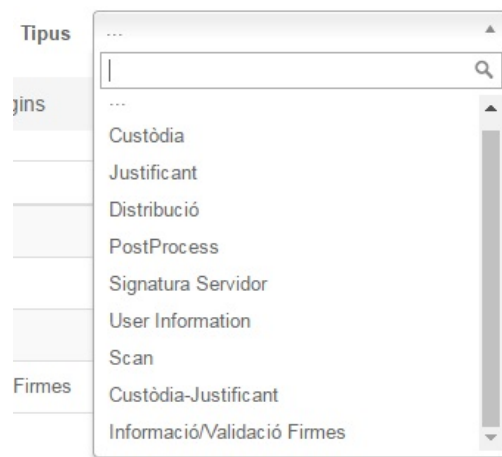 Tipus ...
gins
...
Custòdia
Justificant
Distribució
PostProcess
Signatura Servidor
User Information
Scan
Firmes
Custòdia-Justificant
Informació/Validació Firmes